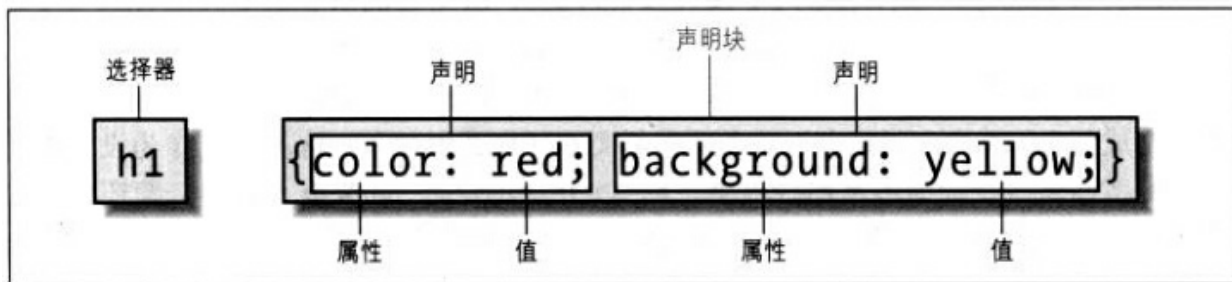 声明块
选择器 声明 声明
h1 {color: red; background: yellow;}
属性 值 属性 值